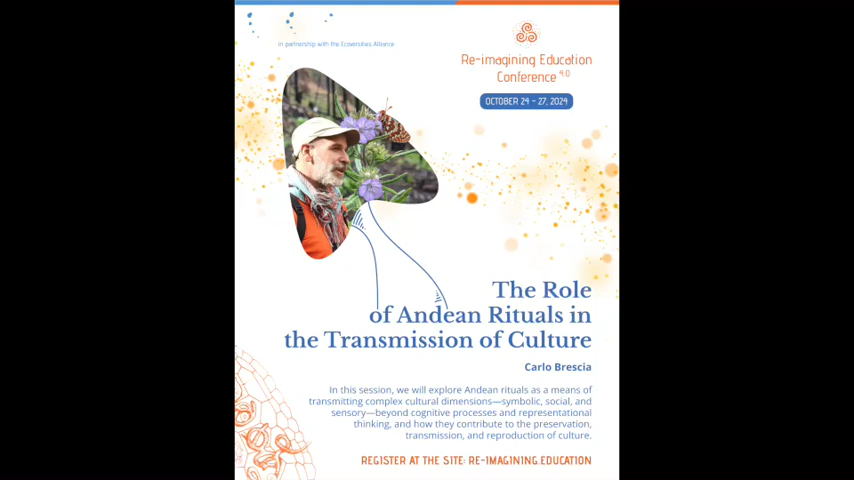 in partnership with the Ecoversities Alliance
Re-imagining Education
Conference 4.0
OCTOBER 24 - 27, 2024
The Role
of Andean Rituals in
the Transmission of Culture
Carlo Brescia
In this session, we will explore Andean rituals as a means of
transmitting complex cultural dimensions—symbolic, social, and
sensory—beyond cognitive processes and representational
thinking, and how they contribute to the preservation,
transmission, and reproduction of culture.
REGISTER AT THE SITE: RE-IMAGINING.EDUCATION